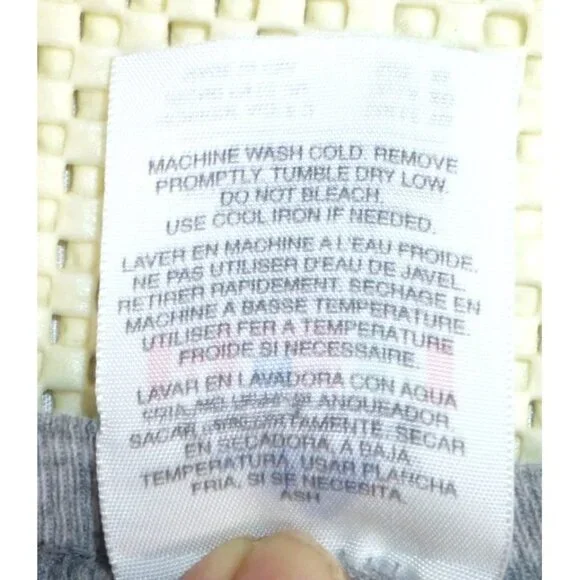 MACHINE WASH COLD. REMOVE
PROMPTLY. TUMBLE DRY LOW.
DO NOT BLEACH.
USE COOL IRON IF NEEDED.
LAVER EN MACHINE A L'EAU FROIDE.
NE PAS UTILISER D'EAU DE JAVEL.
RETIRER RAPIDEMENT. SECHAGE EN
MACHINE A BASSE TEMPERATURE.
UTILISER FER A TEMPERATURE
FROIDE SI NECESSAIRE.
LAVAR EN LAVADORA CON AGUA
FRIA. BLANQUEADOR.
SACAR SECAR
EN SECADORA, A BAJA
TEMPERATURA. USAR PLANCHA
FRIA, SI SE NECESITA.
ASH